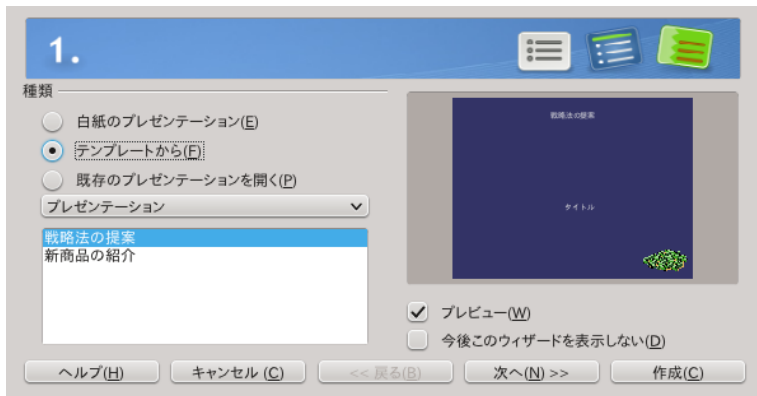 1.
種類
白紙のプレゼンテーション(E)
テンプレートから(F)
既存のプレゼンテーションを開く(P)
プレゼンテーション
戦略法の提案
新商品の紹介
戦略法の提案
タイトル
プレビュー(W)
今後このウィザードを表示しない(D)
ヘルプ(H)
キャンセル (C)
<< 戻る(B)
次へ(N) >>
作成(C)